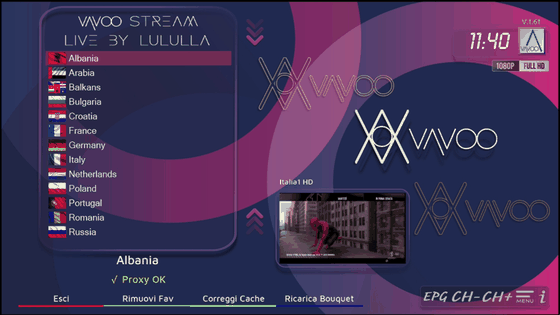 VAVOO STREAM
LIVE BY LULULLA
Albania
Arabia
Balkans
Bulgaria
Croatia
France
Germany
Italy
Netherlands
Poland
Portugal
Romania
Russia
Albania
√ Proxy OK
Esci
Rimuovi Fav
Correggi Cache
Ricarica Bouquet
V.1.61
11:40
VAVOO
1080P FULL HD
VAVOO
VAVOO
VAVOO
Italia1 HD
EPG CH-CH+ MENU i